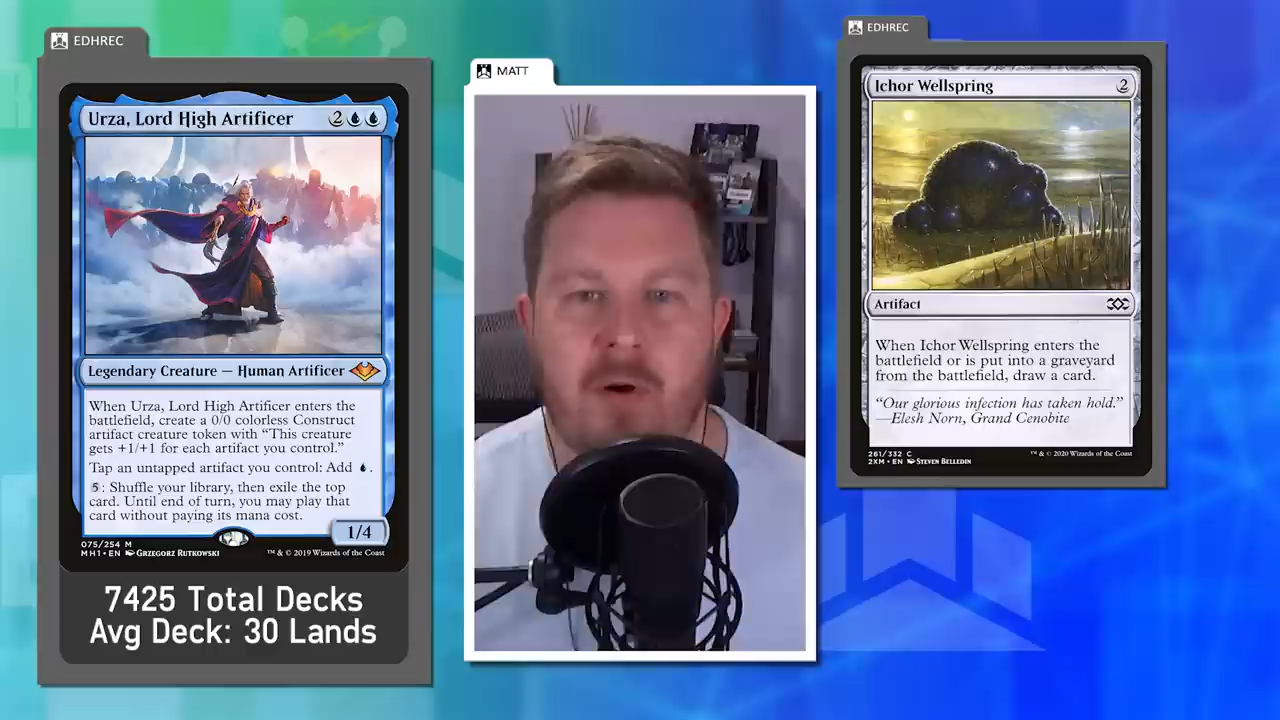 EDHREC
Urza, Lord High Artificer 2
Legendary Creature — Human Artificer
When Urza, Lord High Artificer enters the
battlefield, create a 0/0 colorless Construct
artifact creature token with “This creature
gets +1/+1 for each artifact you control.”
Tap an untapped artifact you control: Add .
5: Shuffle your library, then exile the top
card. Until end of turn, you may play that
card without paying its mana cost.
1/4
075/254 M
MH1 • EN Grzegorz Rutkowski
™ & © 2019 Wizards of the Coast
7425 Total Decks
Avg Deck: 30 Lands
MATT
EDHREC
Ichor Wellspring 2
Artifact
When Ichor Wellspring enters the
battlefield or is put into a graveyard
from the battlefield, draw a card.
“Our glorious infection has taken hold.”
—Elesh Norn, Grand Cenobite
261/332 C
2XM • EN Steven Belledin
™ & © 2020 Wizards of the Coast